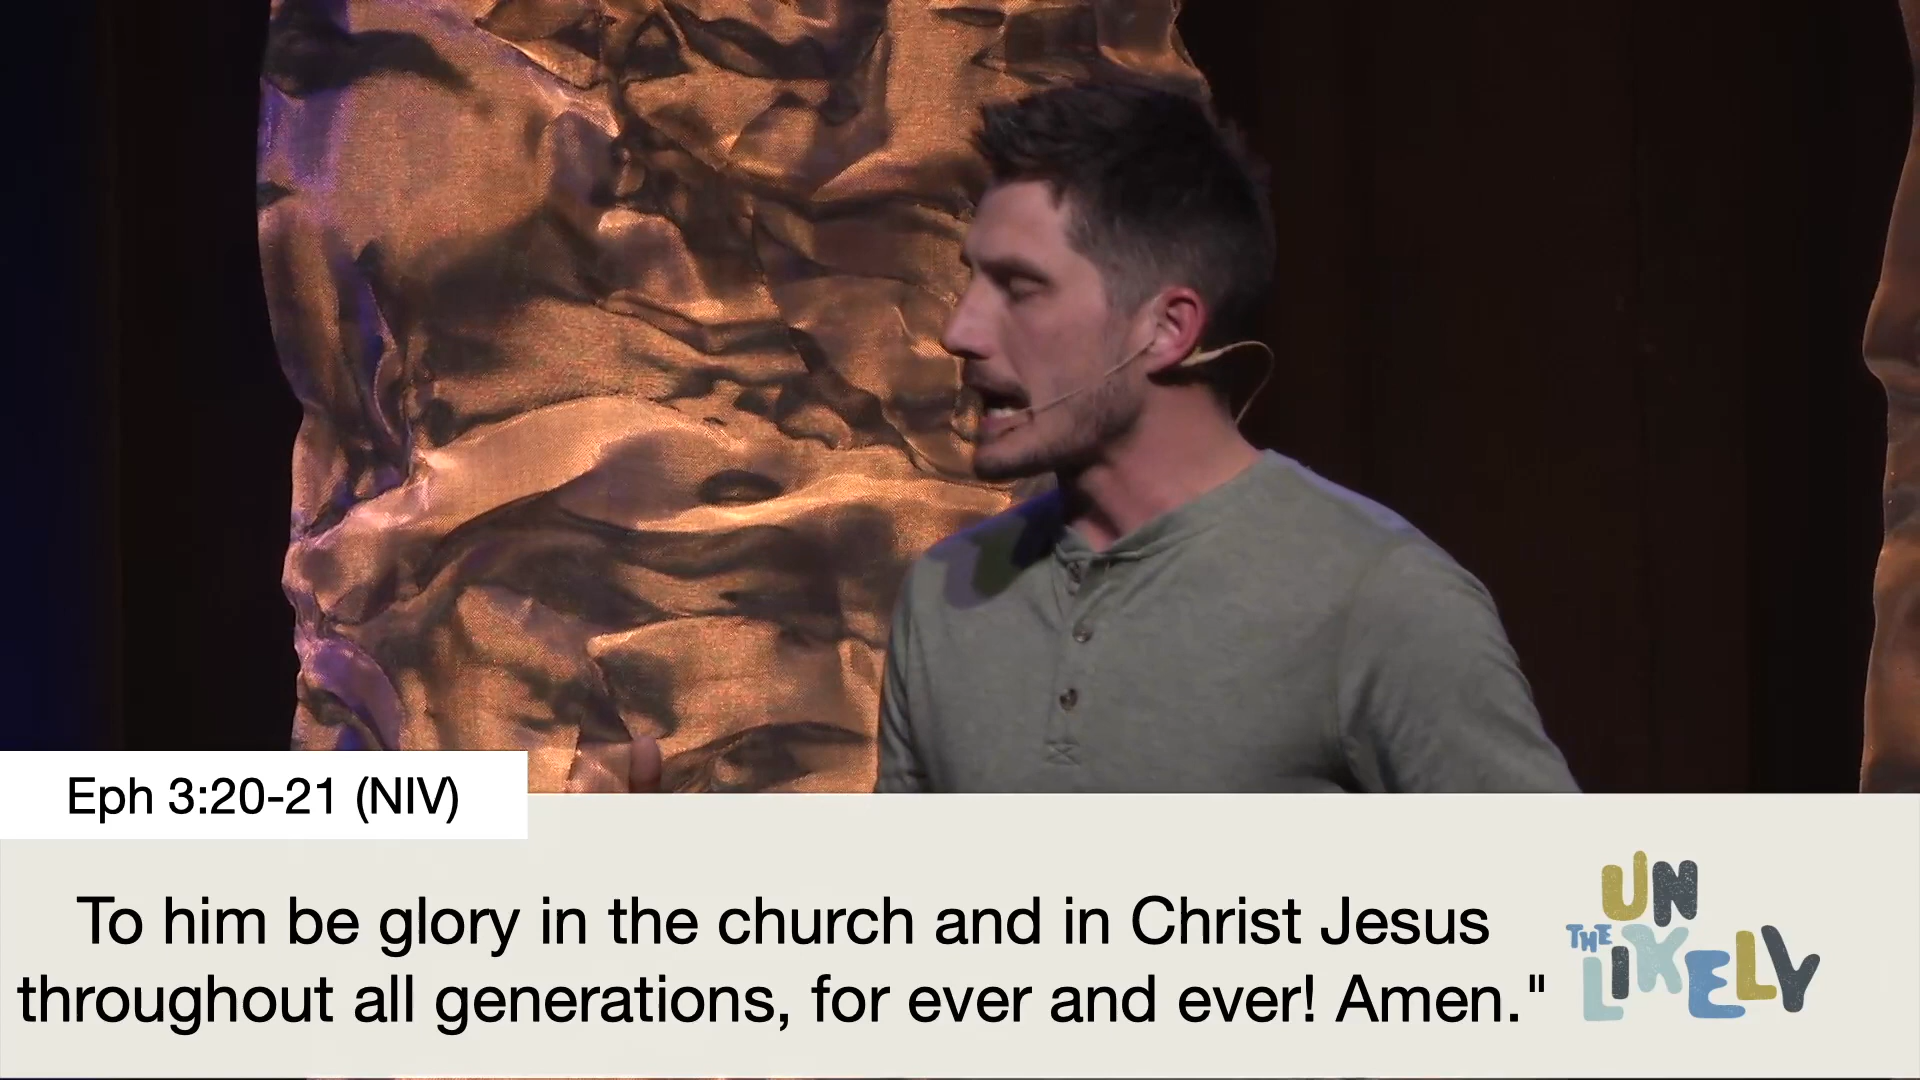 Eph 3:20-21 (NIV)
To him be glory in the church and in Christ Jesus
throughout all generations, for ever and ever! Amen."
THE
UN
LIKELY